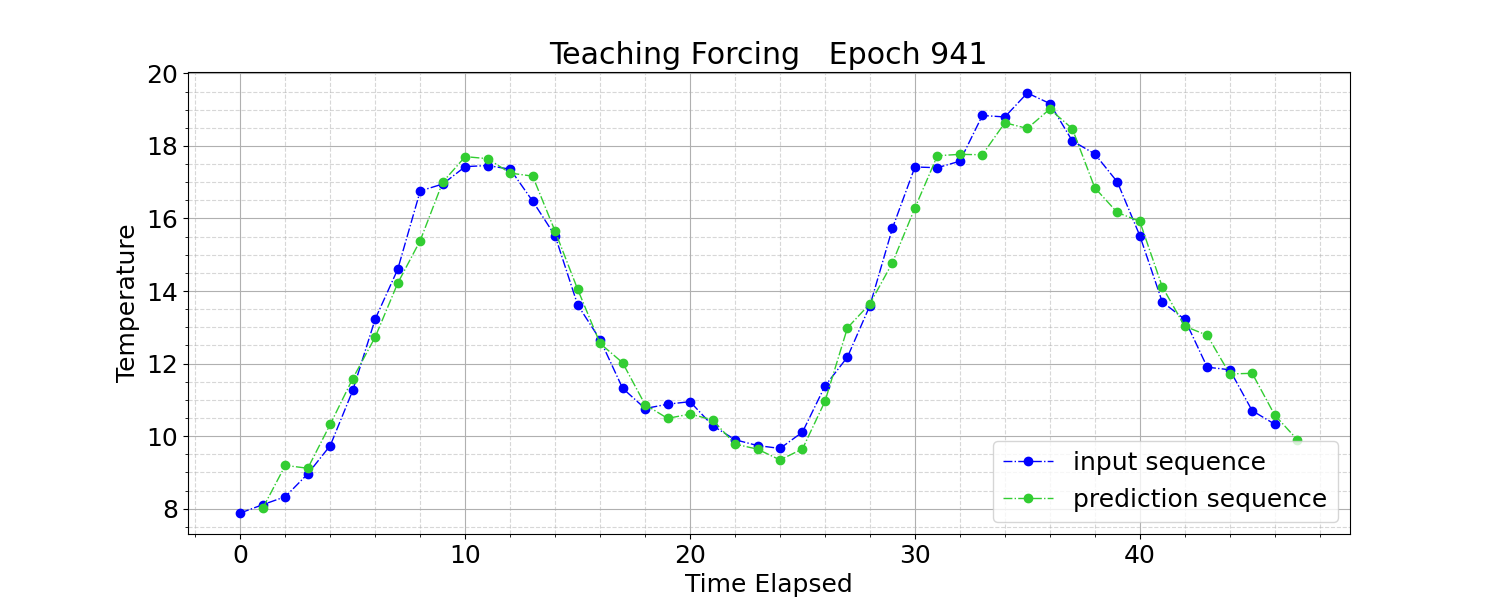 Teaching Forcing   Epoch 941
20
18
16
14
12
10
8
Temperature
input sequence
prediction sequence
0 10 20 30 40
Time Elapsed